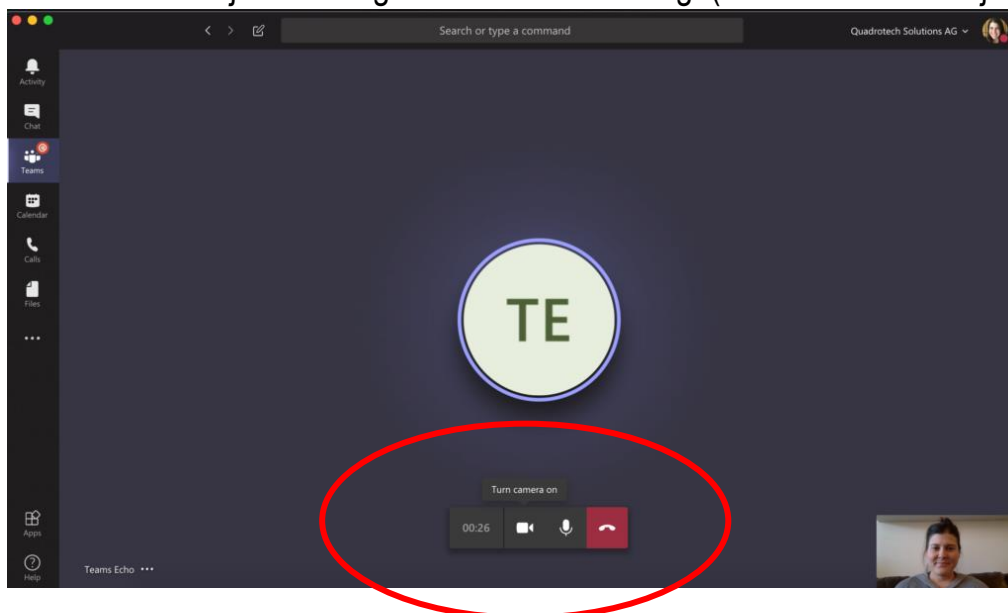 Search or type a command
Quadrotech Solutions AG
Activity
Chat
Teams
Calendar
Calls
Files
TE
Turn camera on
00:26
Apps
Help
Teams Echo